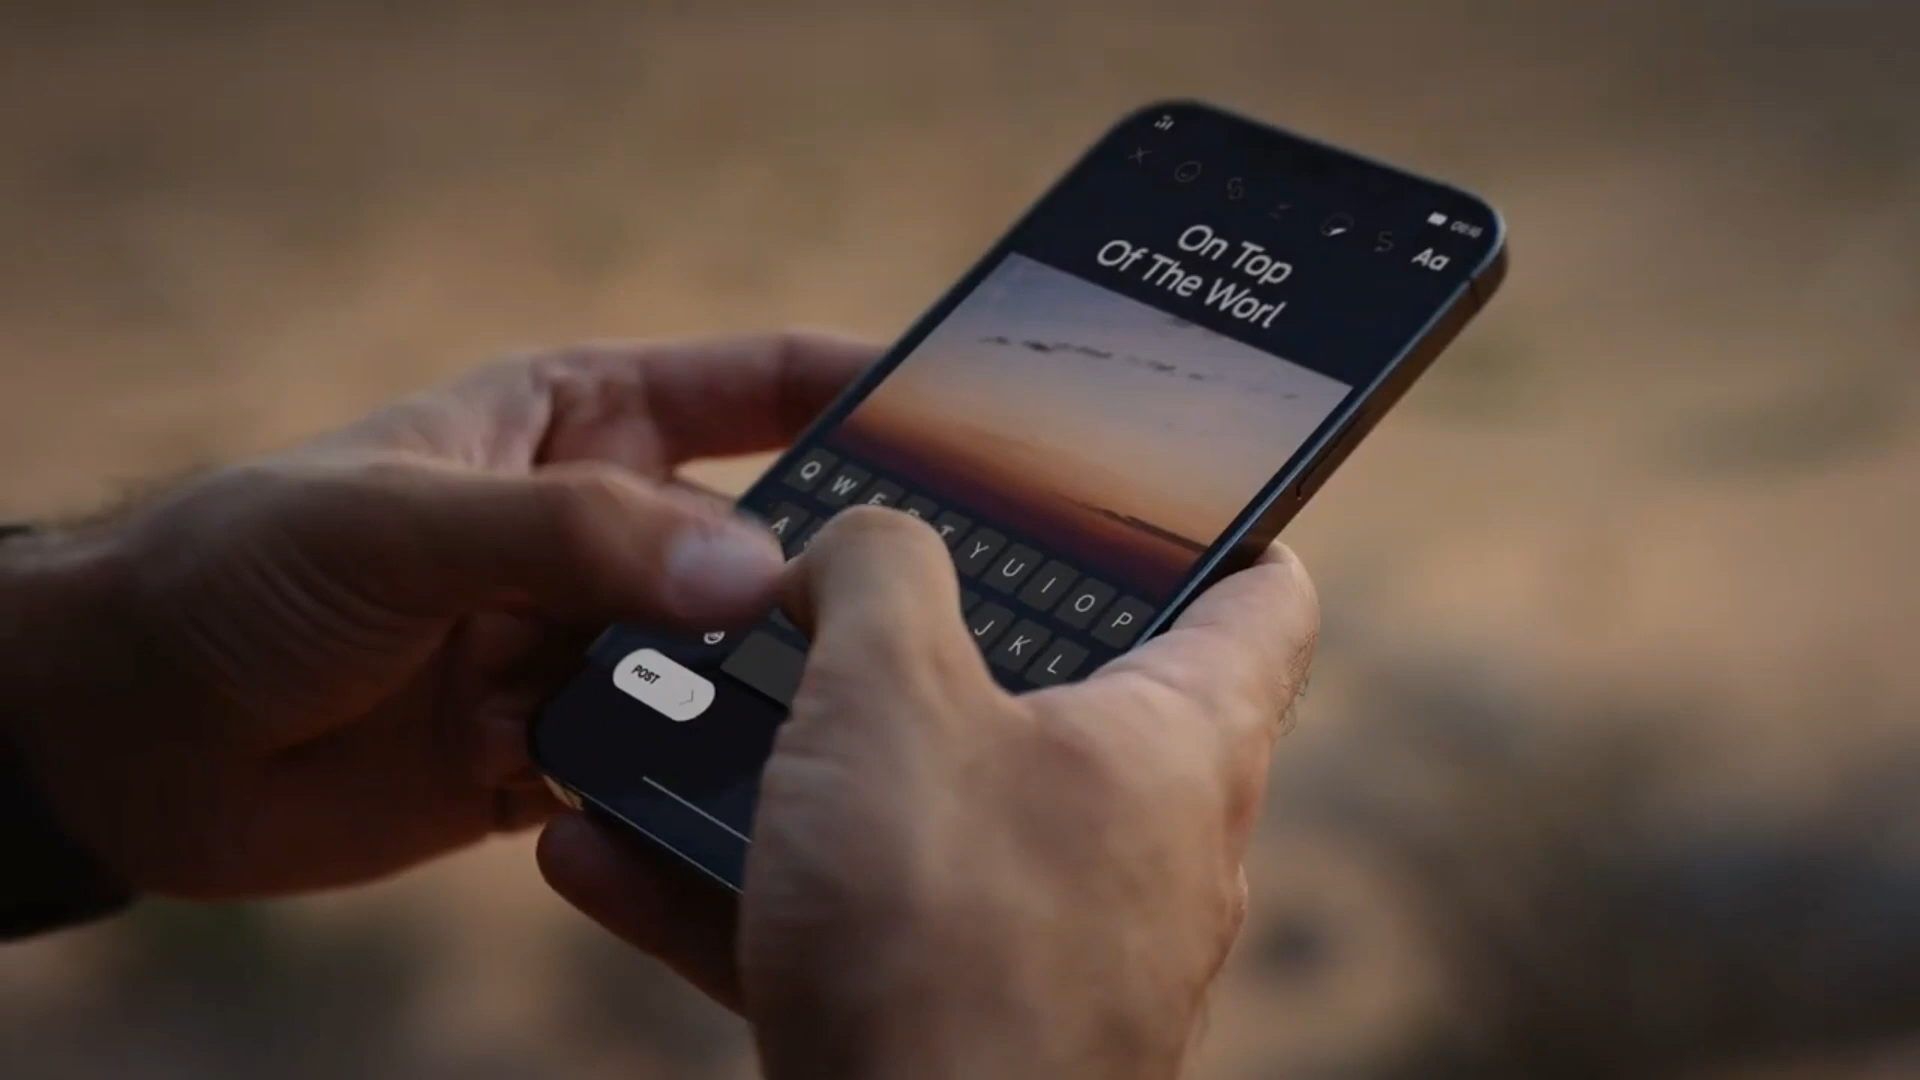 Aa
On Top
Of The Worl
Q W E R T Y U I O P
A J K L
POST